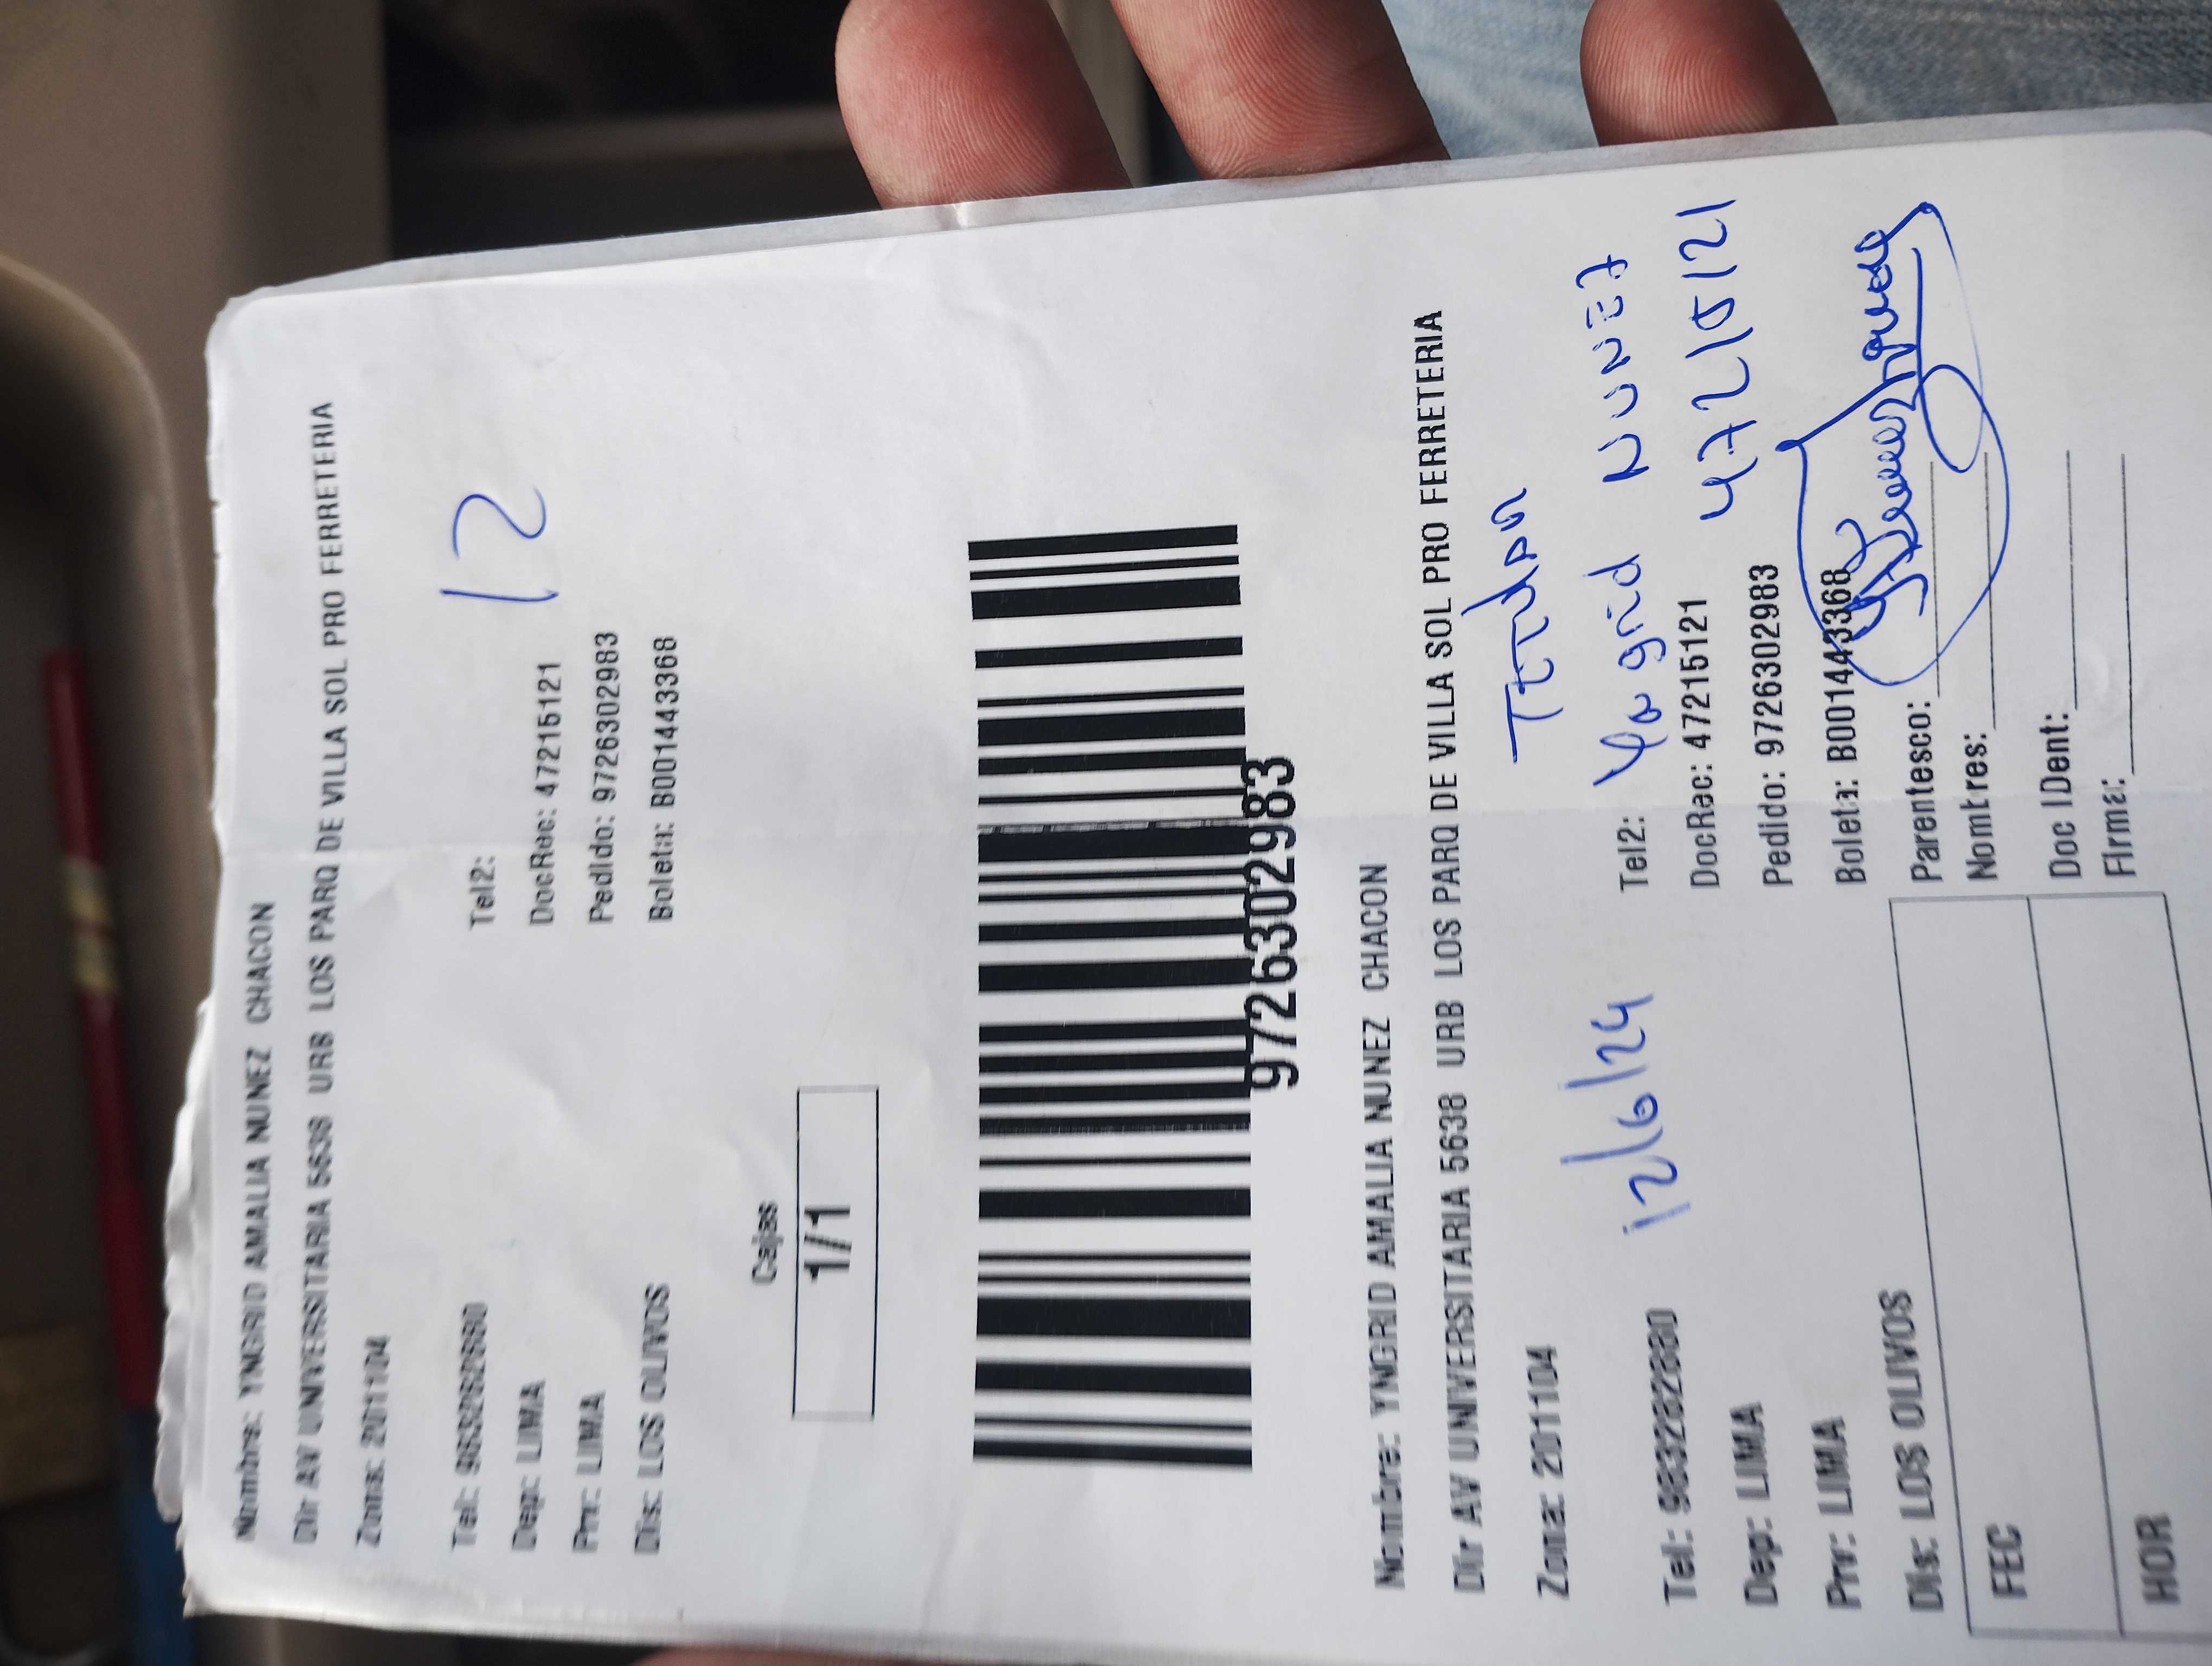 Nombre: YNGRID AMALIA NUNEZ CHACON
Dir AV UNIVERSITARIA 5638 URB LOS PARQ DE VILLA SOL PRO FERRETERIA
Zona: 201104
12
Tel: 983282880 Tel2:
Dep: LIMA DocRec: 47215121
Prv: LIMA Pedido: 9726302983
Dis: LOS OLIVOS Boleta: B001443368
Cajas
1/1
9726302983
Nombre: YNGRID AMALIA NUNEZ CHACON
Dir AV UNIVERSITARIA 5638 URB LOS PARQ DE VILLA SOL PRO FERRETERIA
Zona: 201104
12/6/24 Yngrid NUNEZ
Tel: 983282880 Tel2:
47215121
Dep: LIMA DocRec: 47215121
Prv: LIMA Pedido: 9726302983
Dis: LOS OLIVOS Boleta: B001443368
FEC Parentesco:
Nombres:
HOR Doc IDent:
Firma: